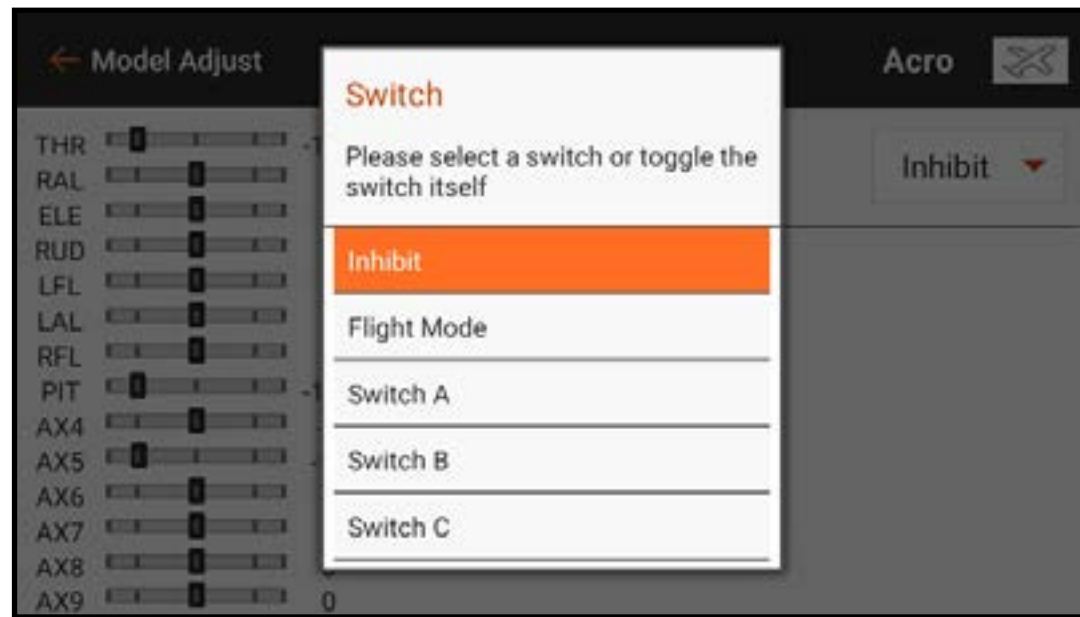 Model Adjust
Acro
Switch
Please select a switch or toggle the
switch itself
Inhibit
Inhibit
Flight Mode
Switch A
Switch B
Switch C
THR
RAL
ELE
RUD
LFL
LAL
RFL
PIT
AX4
AX5
AX6
AX7
AX8
AX9 0